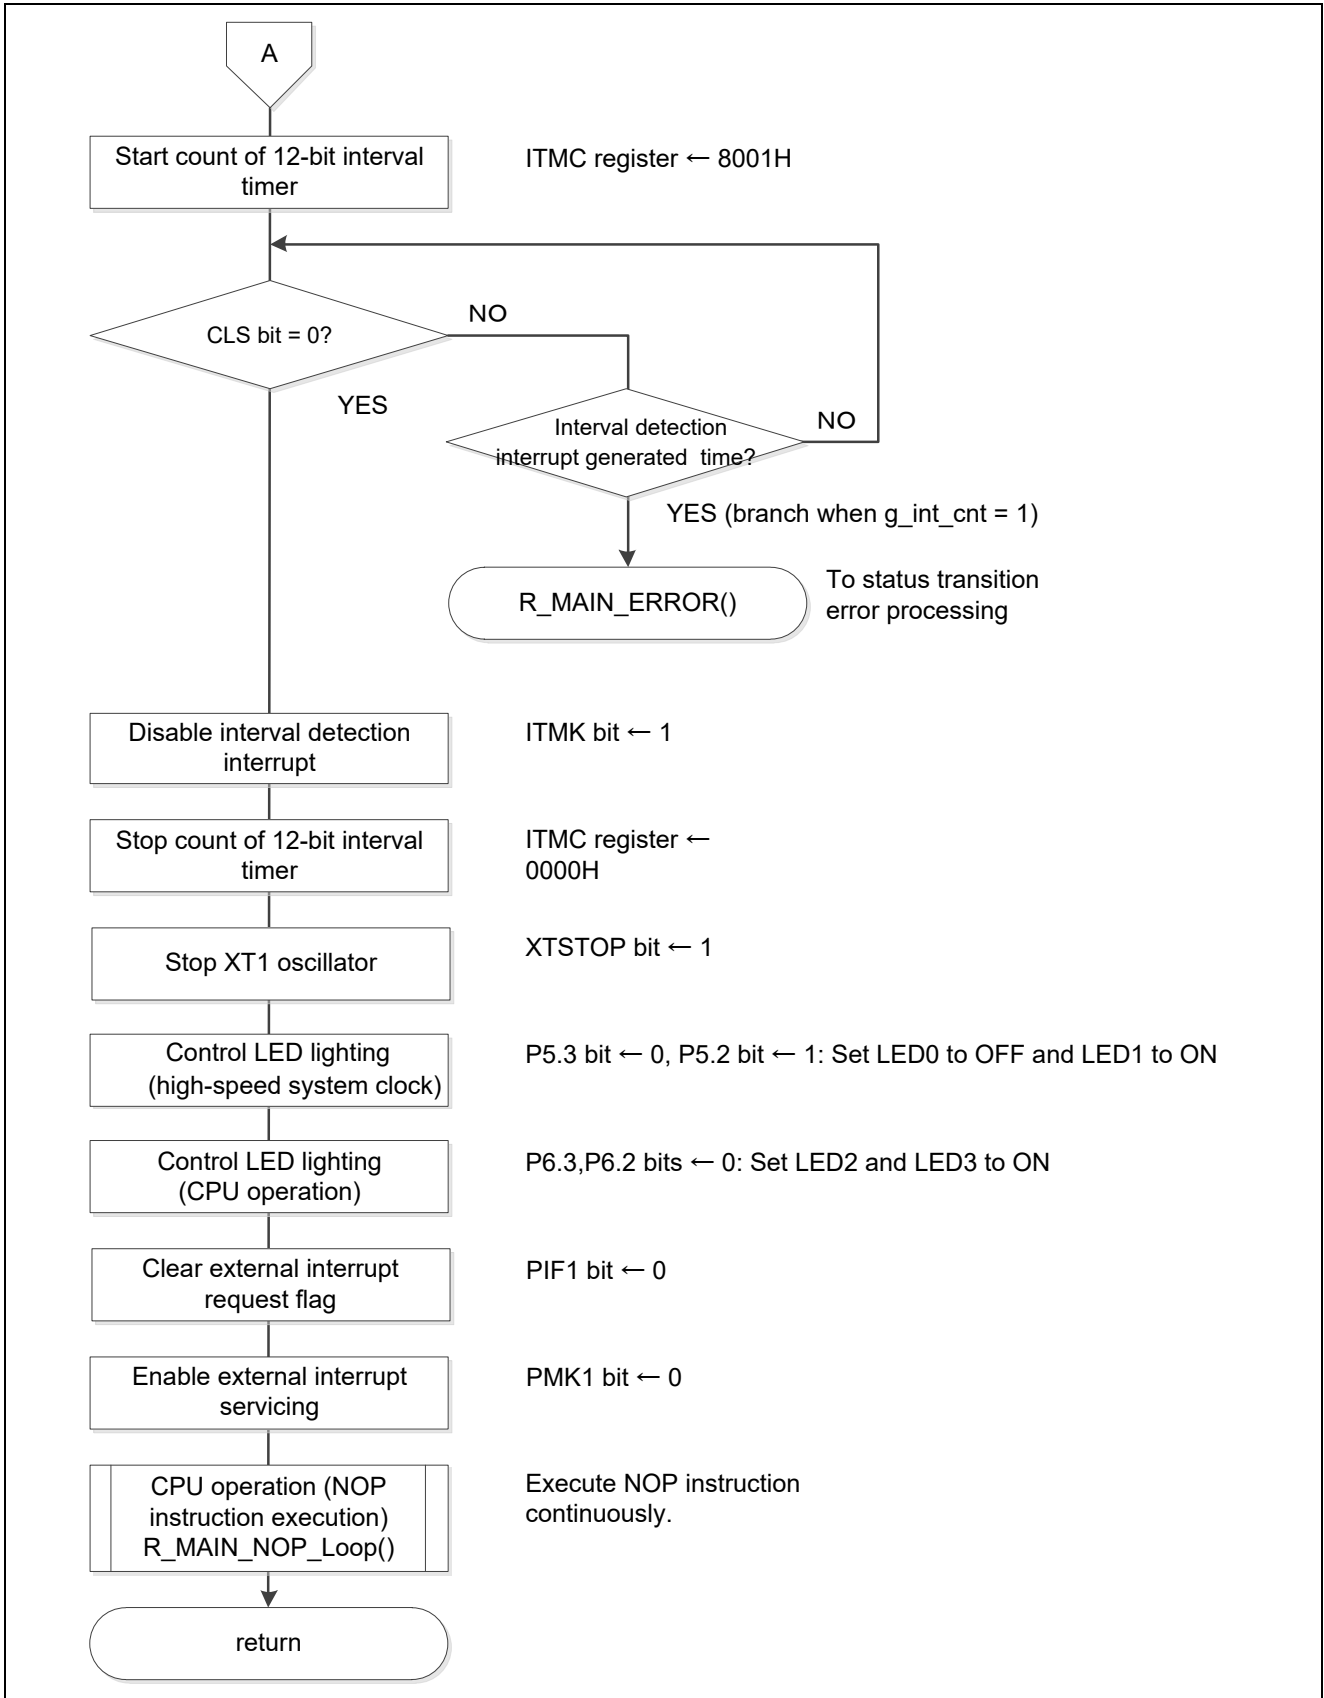 A
Start count of 12-bit interval
timer
ITMC register ← 8001H
CLS bit = 0?
NO
YES
Interval detection
interrupt generated  time?
NO
YES (branch when g_int_cnt = 1)
R_MAIN_ERROR()
To status transition
error processing
Disable interval detection
interrupt
ITMK bit ← 1
Stop count of 12-bit interval
timer
ITMC register ←
0000H
Stop XT1 oscillator
XTSTOP bit ← 1
Control LED lighting
(high-speed system clock)
P5.3 bit ← 0, P5.2 bit ← 1: Set LED0 to OFF and LED1 to ON
Control LED lighting
(CPU operation)
P6.3,P6.2 bits ← 0: Set LED2 and LED3 to ON
Clear external interrupt
request flag
PIF1 bit ← 0
Enable external interrupt
servicing
PMK1 bit ← 0
CPU operation (NOP
instruction execution)
R_MAIN_NOP_Loop()
Execute NOP instruction
continuously.
return